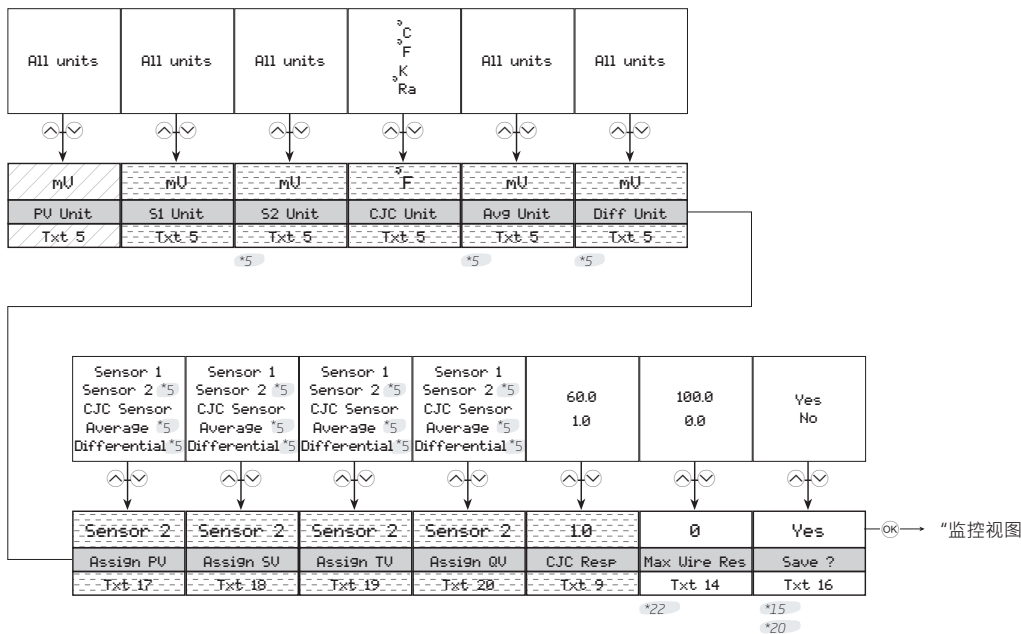 All units All units All units °C All units All units
°F
°K
°Ra
mV mV mV °F mV mV
PV Unit S1 Unit S2 Unit CJC Unit Avg Unit Diff Unit
Txt 5 Txt 5 Txt 5 Txt 5 Txt 5 Txt 5
*5 *5 *5
Sensor 1 Sensor 1 Sensor 1 Sensor 1
Sensor 2 *5 Sensor 2 *5 Sensor 2 *5 Sensor 2 *5 60.0 100.0 Yes
CJC Sensor CJC Sensor CJC Sensor CJC Sensor 1.0 0.0 No
Average *5 Average *5 Average *5 Average *5
Differential *5 Differential *5 Differential *5 Differential *5
Sensor 2 Sensor 2 Sensor 2 Sensor 2 1.0 0 Yes OK "监控视图
Assign PV Assign SV Assign TV Assign QV CJC Resp Max Wire Res Save ?
Txt 17 Txt 18 Txt 19 Txt 20 Txt 9 Txt 14 Txt 16
*22 *15
*20